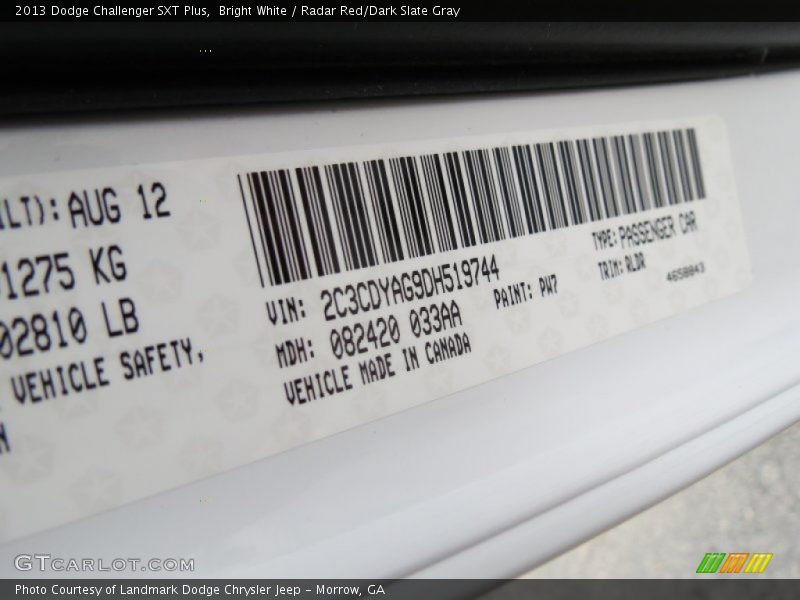 2013 Dodge Challenger SXT Plus,  Bright White / Radar Red/Dark Slate Gray
ILT): AUG 12
1275 KG
02810 LB
VEHICLE SAFETY,
N
VIN: 2C3CDYAG9DH519744
TYPE: PASSENGER CAR
MDH: 082420 033AA
PAINT: PW7
TRIM: RLDR
VEHICLE MADE IN CANADA
4658843
GTCARLOT.COM
Photo Courtesy of Landmark Dodge Chrysler Jeep - Morrow, GA